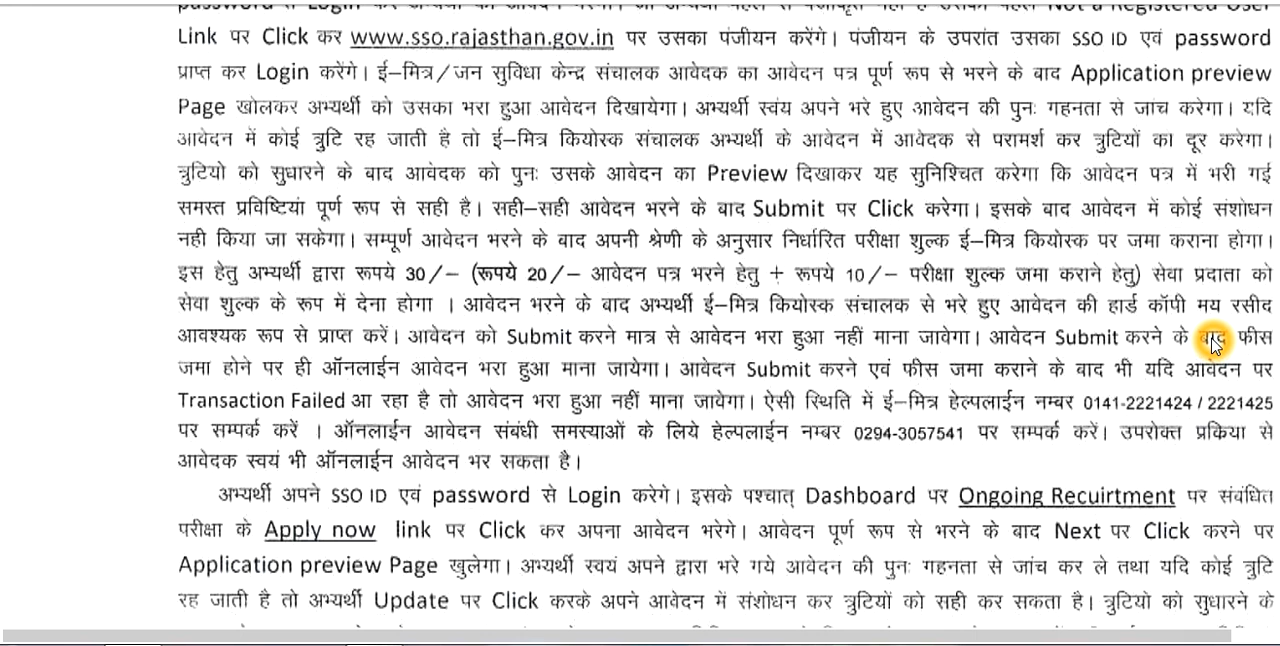 Link पर Click कर www.sso.rajasthan.gov.in पर उसका पंजीयन करेंगे। पंजीयन के उपरांत उसका SSO ID एवं password
प्राप्त कर Login करेंगे। ई–मित्र/जन सुविधा केन्द्र संचालक आवेदक का आवेदन पत्र पूर्ण रूप से भरने के बाद Application preview
Page खोलकर अभ्यर्थी को उसका भरा हुआ आवेदन दिखायेगा। अभ्यर्थी स्वंय अपने भरे हुए आवेदन की पुनः गहनता से जांच करेगा। यदि
आवेदन में कोई त्रुटि रह जाती है तो ई–मित्र कियोस्क संचालक अभ्यर्थी के आवेदन में आवेदक से परामर्श कर त्रुटियों का दूर करेगा।
त्रुटियो को सुधारने के बाद आवेदक को पुनः उसके आवेदन का Preview दिखाकर यह सुनिश्चित करेगा कि आवेदन पत्र में भरी गई
समस्त प्रविष्टियां पूर्ण रूप से सही है। सही–सही आवेदन भरने के बाद Submit पर Click करेगा। इसके बाद आवेदन में कोई संशोधन
नही किया जा सकेगा। सम्पूर्ण आवेदन भरने के बाद अपनी श्रेणी के अनुसार निर्धारित परीक्षा शुल्क ई–मित्र कियोस्क पर जमा कराना होगा।
इस हेतु अभ्यर्थी द्वारा रूपये 30/– (रूपये 20/– आवेदन पत्र भरने हेतु + रूपये 10/– परीक्षा शुल्क जमा कराने हेतु) सेवा प्रदाता को
सेवा शुल्क के रूप में देना होगा । आवेदन भरने के बाद अभ्यर्थी ई–मित्र कियोस्क संचालक से भरे हुए आवेदन की हार्ड कॉपी मय रसीद
आवश्यक रूप से प्राप्त करें। आवेदन को Submit करने मात्र से आवेदन भरा हुआ नहीं माना जावेगा। आवेदन Submit करने के बाद फीस
जमा होने पर ही ऑनलाईन आवेदन भरा हुआ माना जायेगा। आवेदन Submit करने एवं फीस जमा कराने के बाद भी यदि आवेदन पर
Transaction Failed आ रहा है तो आवेदन भरा हुआ नहीं माना जावेगा। ऐसी स्थिति में ई–मित्र हेल्पलाईन नम्बर 0141-2221424 / 2221425
पर सम्पर्क करें । ऑनलाईन आवेदन संबंधी समस्याओं के लिये हेल्पलाईन नम्बर 0294-3057541 पर सम्पर्क करें। उपरोक्त प्रकिया से
आवेदक स्वयं भी ऑनलाईन आवेदन भर सकता है।
अभ्यर्थी अपने SSO ID एवं password से Login करेगे। इसके पश्चात् Dashboard पर Ongoing Recuirtment पर संबंधित
परीक्षा के Apply now link पर Click कर अपना आवेदन भरेगे। आवेदन पूर्ण रूप से भरने के बाद Next पर Click करने पर
Application preview Page खुलेगा। अभ्यर्थी स्वयं अपने द्वारा भरे गये आवेदन की पुनः गहनता से जांच कर ले तथा यदि कोई त्रुटि
रह जाती है तो अभ्यर्थी Update पर Click करके अपने आवेदन में संशोधन कर त्रुटियों को सही कर सकता है। त्रुटियो को सुधारने के